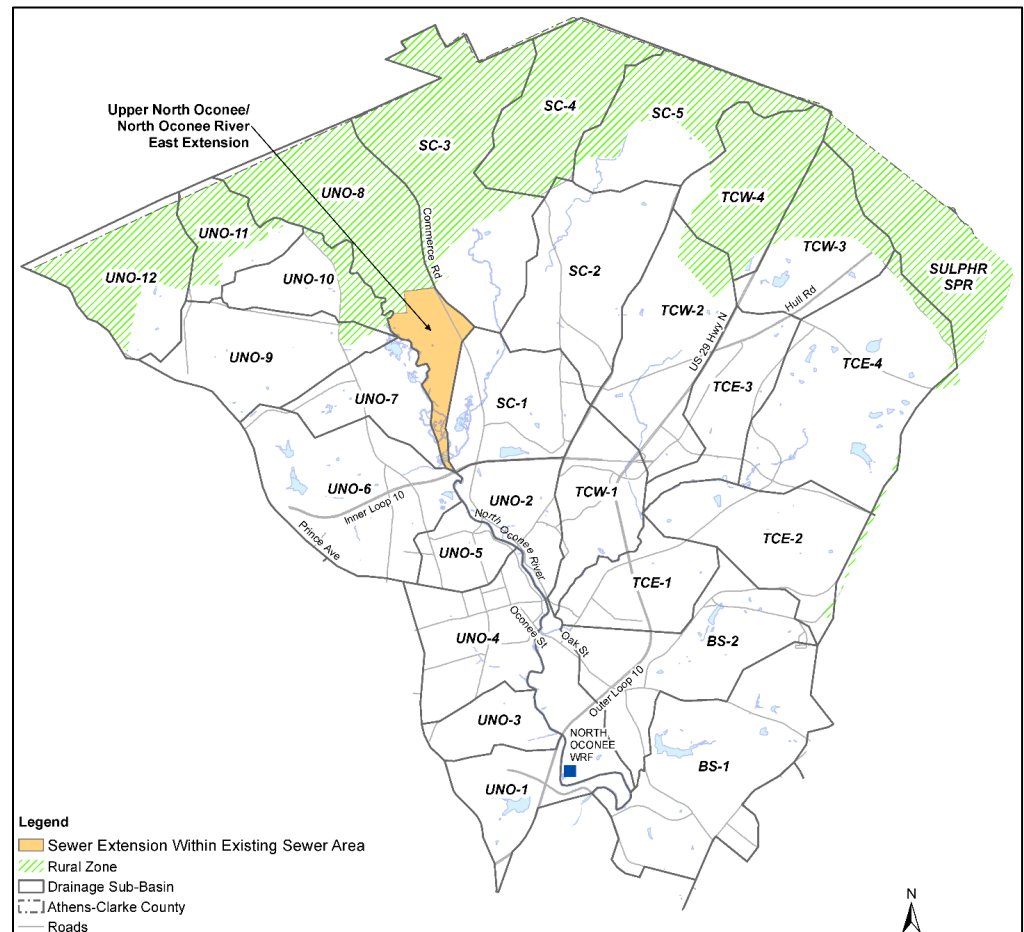 Upper North Oconee/
North Oconee River
East Extension
SC-4
SC-5
SC-3
UNO-8
TCW-4
UNO-11
Commerce Rd
TCW-3
UNO-12
UNO-10
SC-2
SULPHR
SPR
Hull Rd
TCW-2
US 29 Hwy N
UNO-9
TCE-4
TCE-3
UNO-7
SC-1
UNO-6
Inner Loop 10
UNO-2
TCW-1
Prince Ave
North Oconee River
UNO-5
TCE-2
TCE-1
Oconee St
Oak St
UNO-4
BS-2
Outer Loop 10
UNO-3
NORTH
OCONEE
WRF
BS-1
UNO-1
Legend
Sewer Extension Within Existing Sewer Area
Rural Zone
Drainage Sub-Basin
Athens-Clarke County
Roads
N